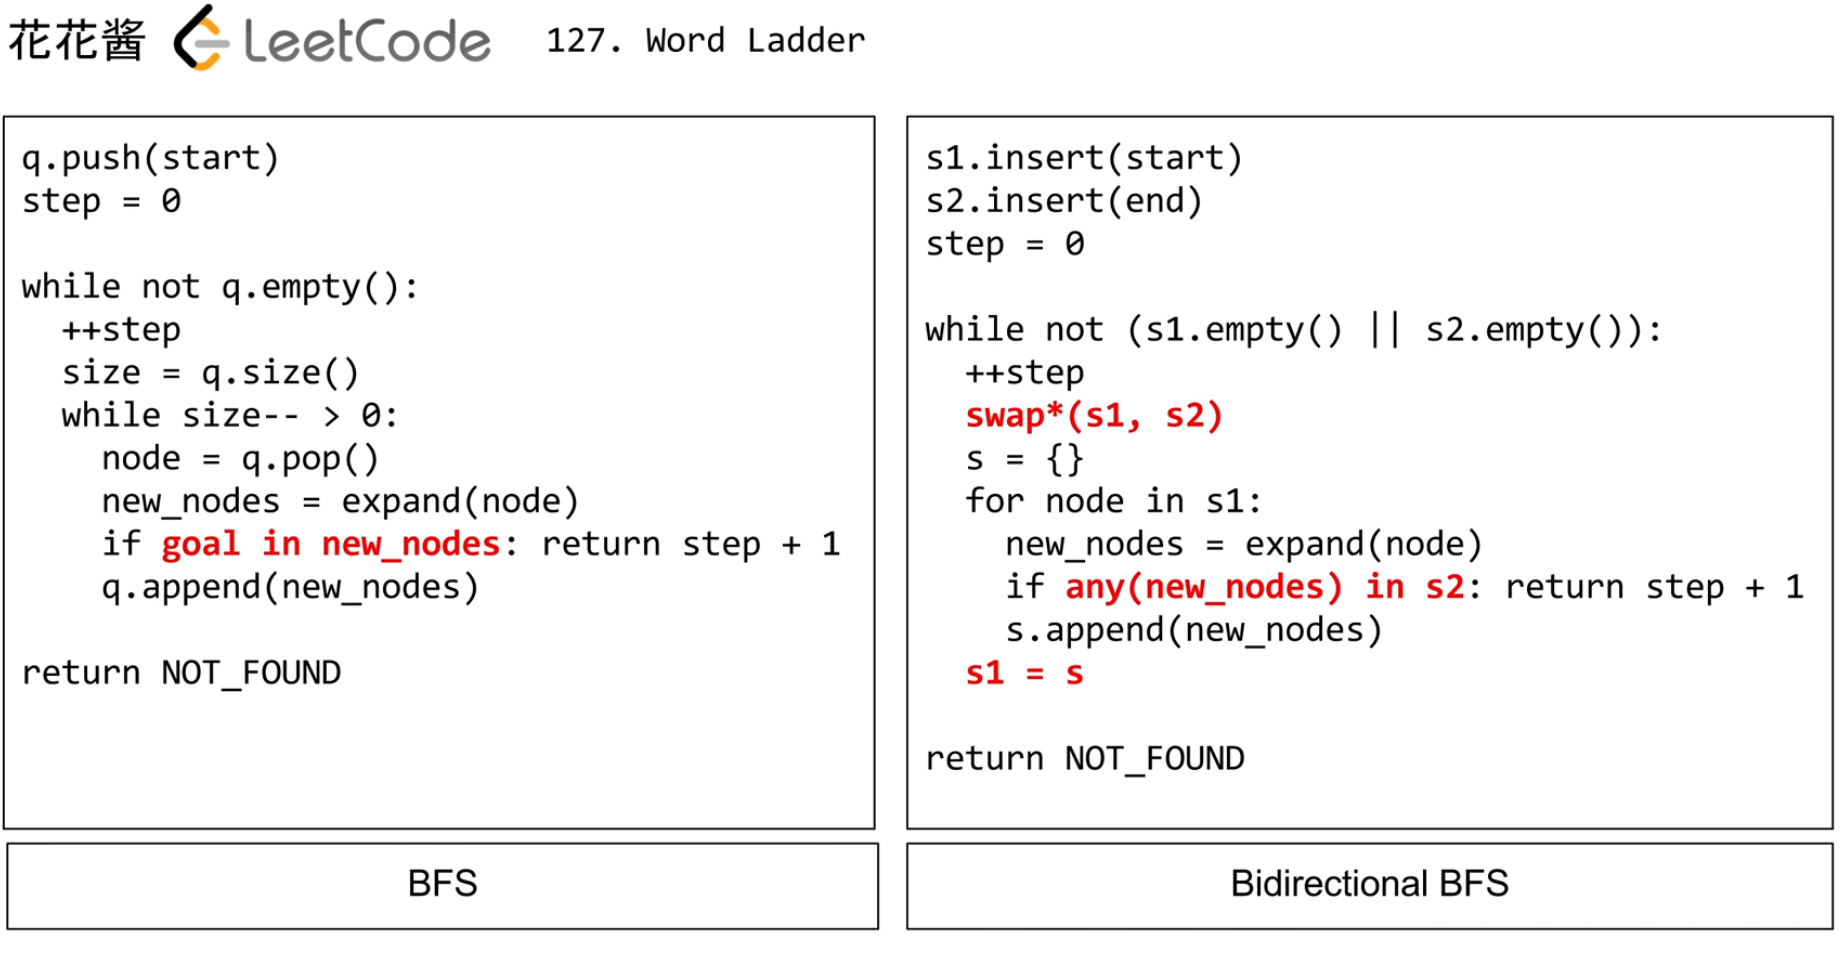 花花酱 LeetCode 127. Word Ladder
q.push(start)
step = 0
while not q.empty():
  ++step
  size = q.size()
  while size-- > 0:
    node = q.pop()
    new_nodes = expand(node)
    if goal in new_nodes: return step + 1
    q.append(new_nodes)
return NOT_FOUND
BFS
s1.insert(start)
s2.insert(end)
step = 0
while not (s1.empty() || s2.empty()):
  ++step
  swap*(s1, s2)
  s = {}
  for node in s1:
    new_nodes = expand(node)
    if any(new_nodes) in s2: return step + 1
    s.append(new_nodes)
  s1 = s
return NOT_FOUND
Bidirectional BFS